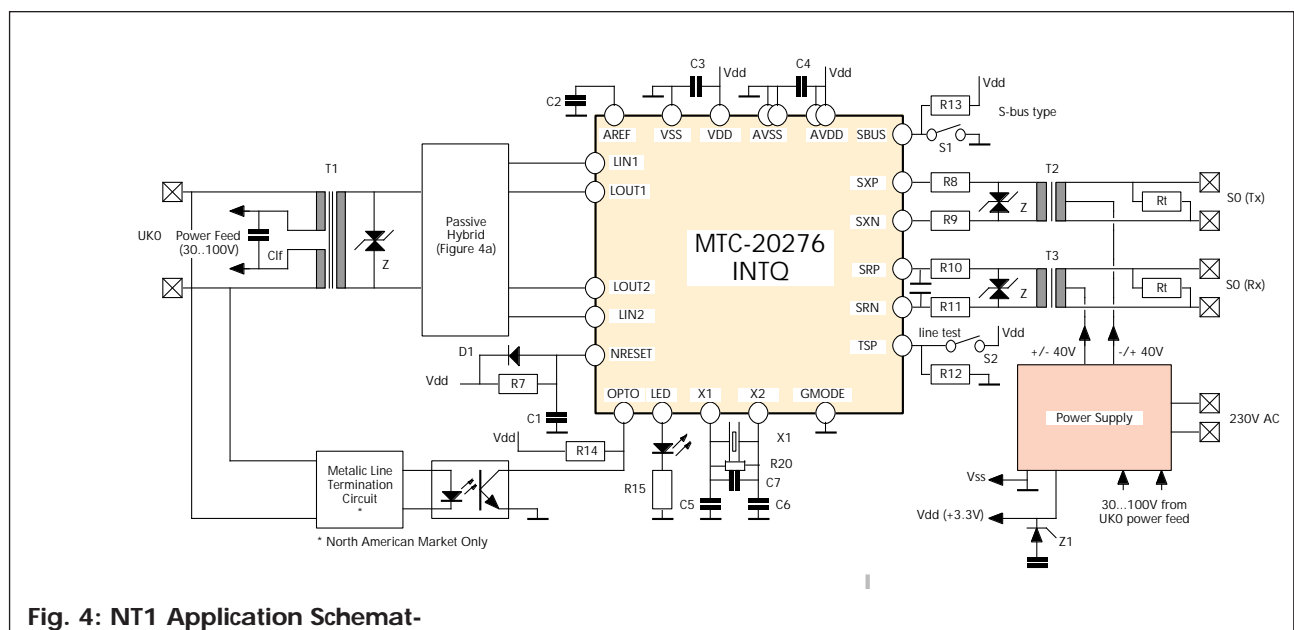 C3
Vdd
C4
Vdd
C2
Vdd
R13
S-bus type
AREF
VSS
VDD
AVSS
AVDD
SBUS
S1
T1
LIN1
LOUT1
SXP
R8
T2
Z
Rt
S0 (Tx)
UK0
Power Feed
(30..100V)
Clf
Z
Passive
Hybrid
(Figure 4a)
SXN
R9
MTC-20276
INTQ
T3
SRP
R10
Z
Rt
S0 (Rx)
LOUT2
SRN
R11
LIN2
line test
Vdd
D1
NRESET
TSP
S2
+/- 40V
-/+ 40V
Vdd
R7
R12
OPTO
LED
X1
X2
GMODE
C1
Power Supply
230V AC
Vdd
R14
X1
Metalic Line
Termination
Circuit
*
R20
R15
C7
C5
C6
Vss
30...100V from
UK0 power feed
Vdd (+3.3V)
* North American Market Only
Z1
Fig. 4: NT1 Application Schemat-